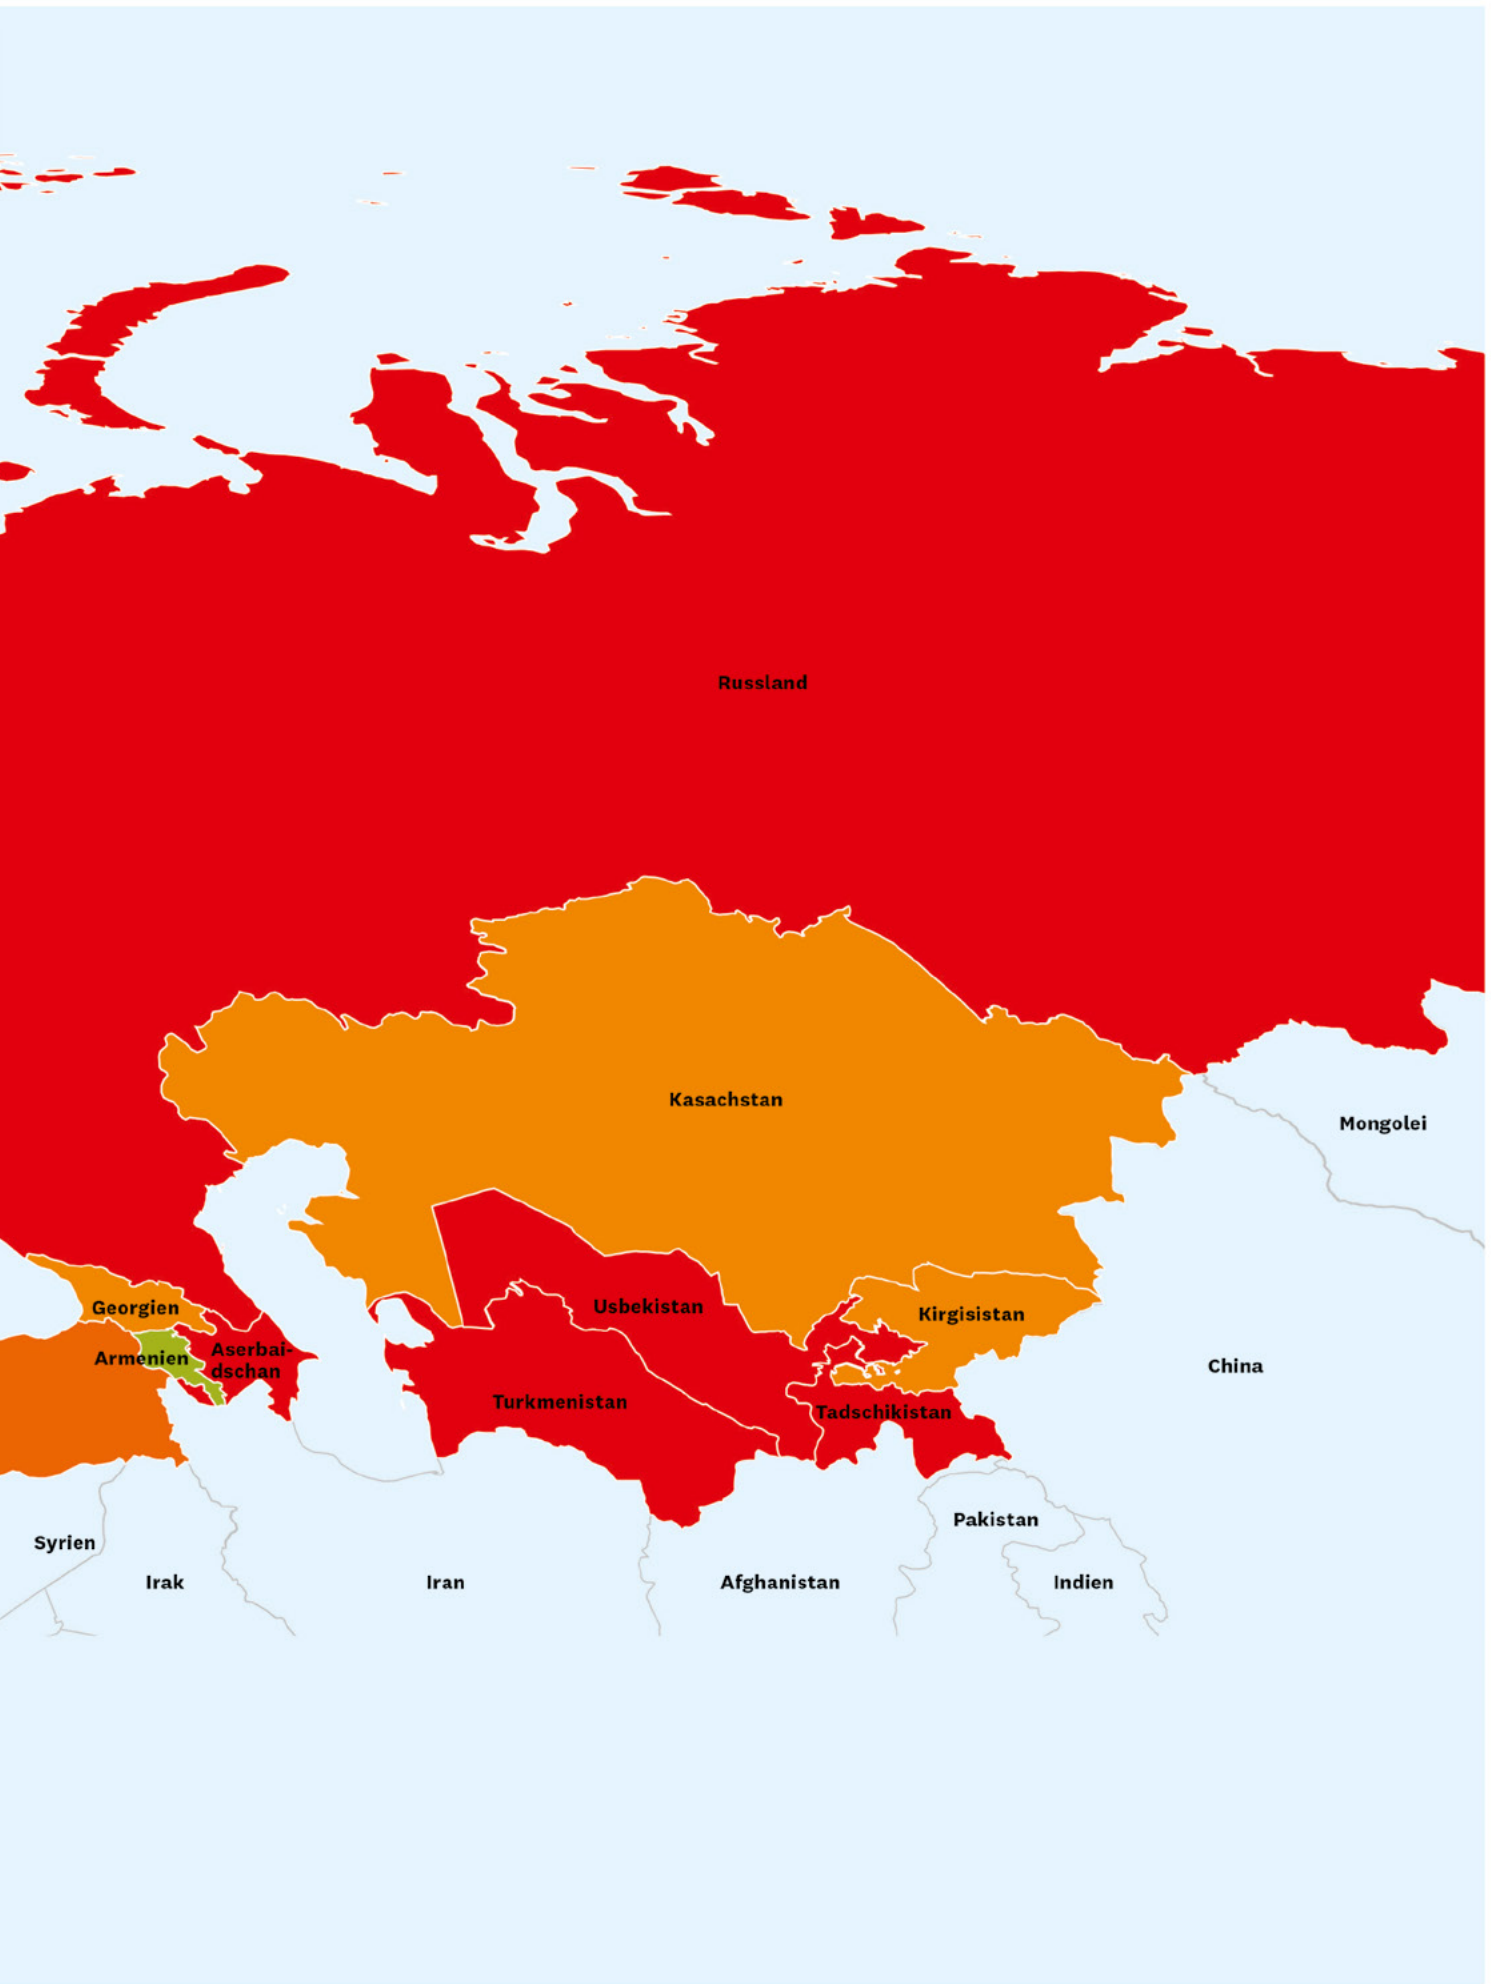 Russland
Kasachstan
Mongolei
Georgien
Usbekistan
Kirgisistan
Armenien
Aserbai-
dschan
China
Turkmenistan
Tadschikistan
Pakistan
Syrien
Irak
Iran
Afghanistan
Indien